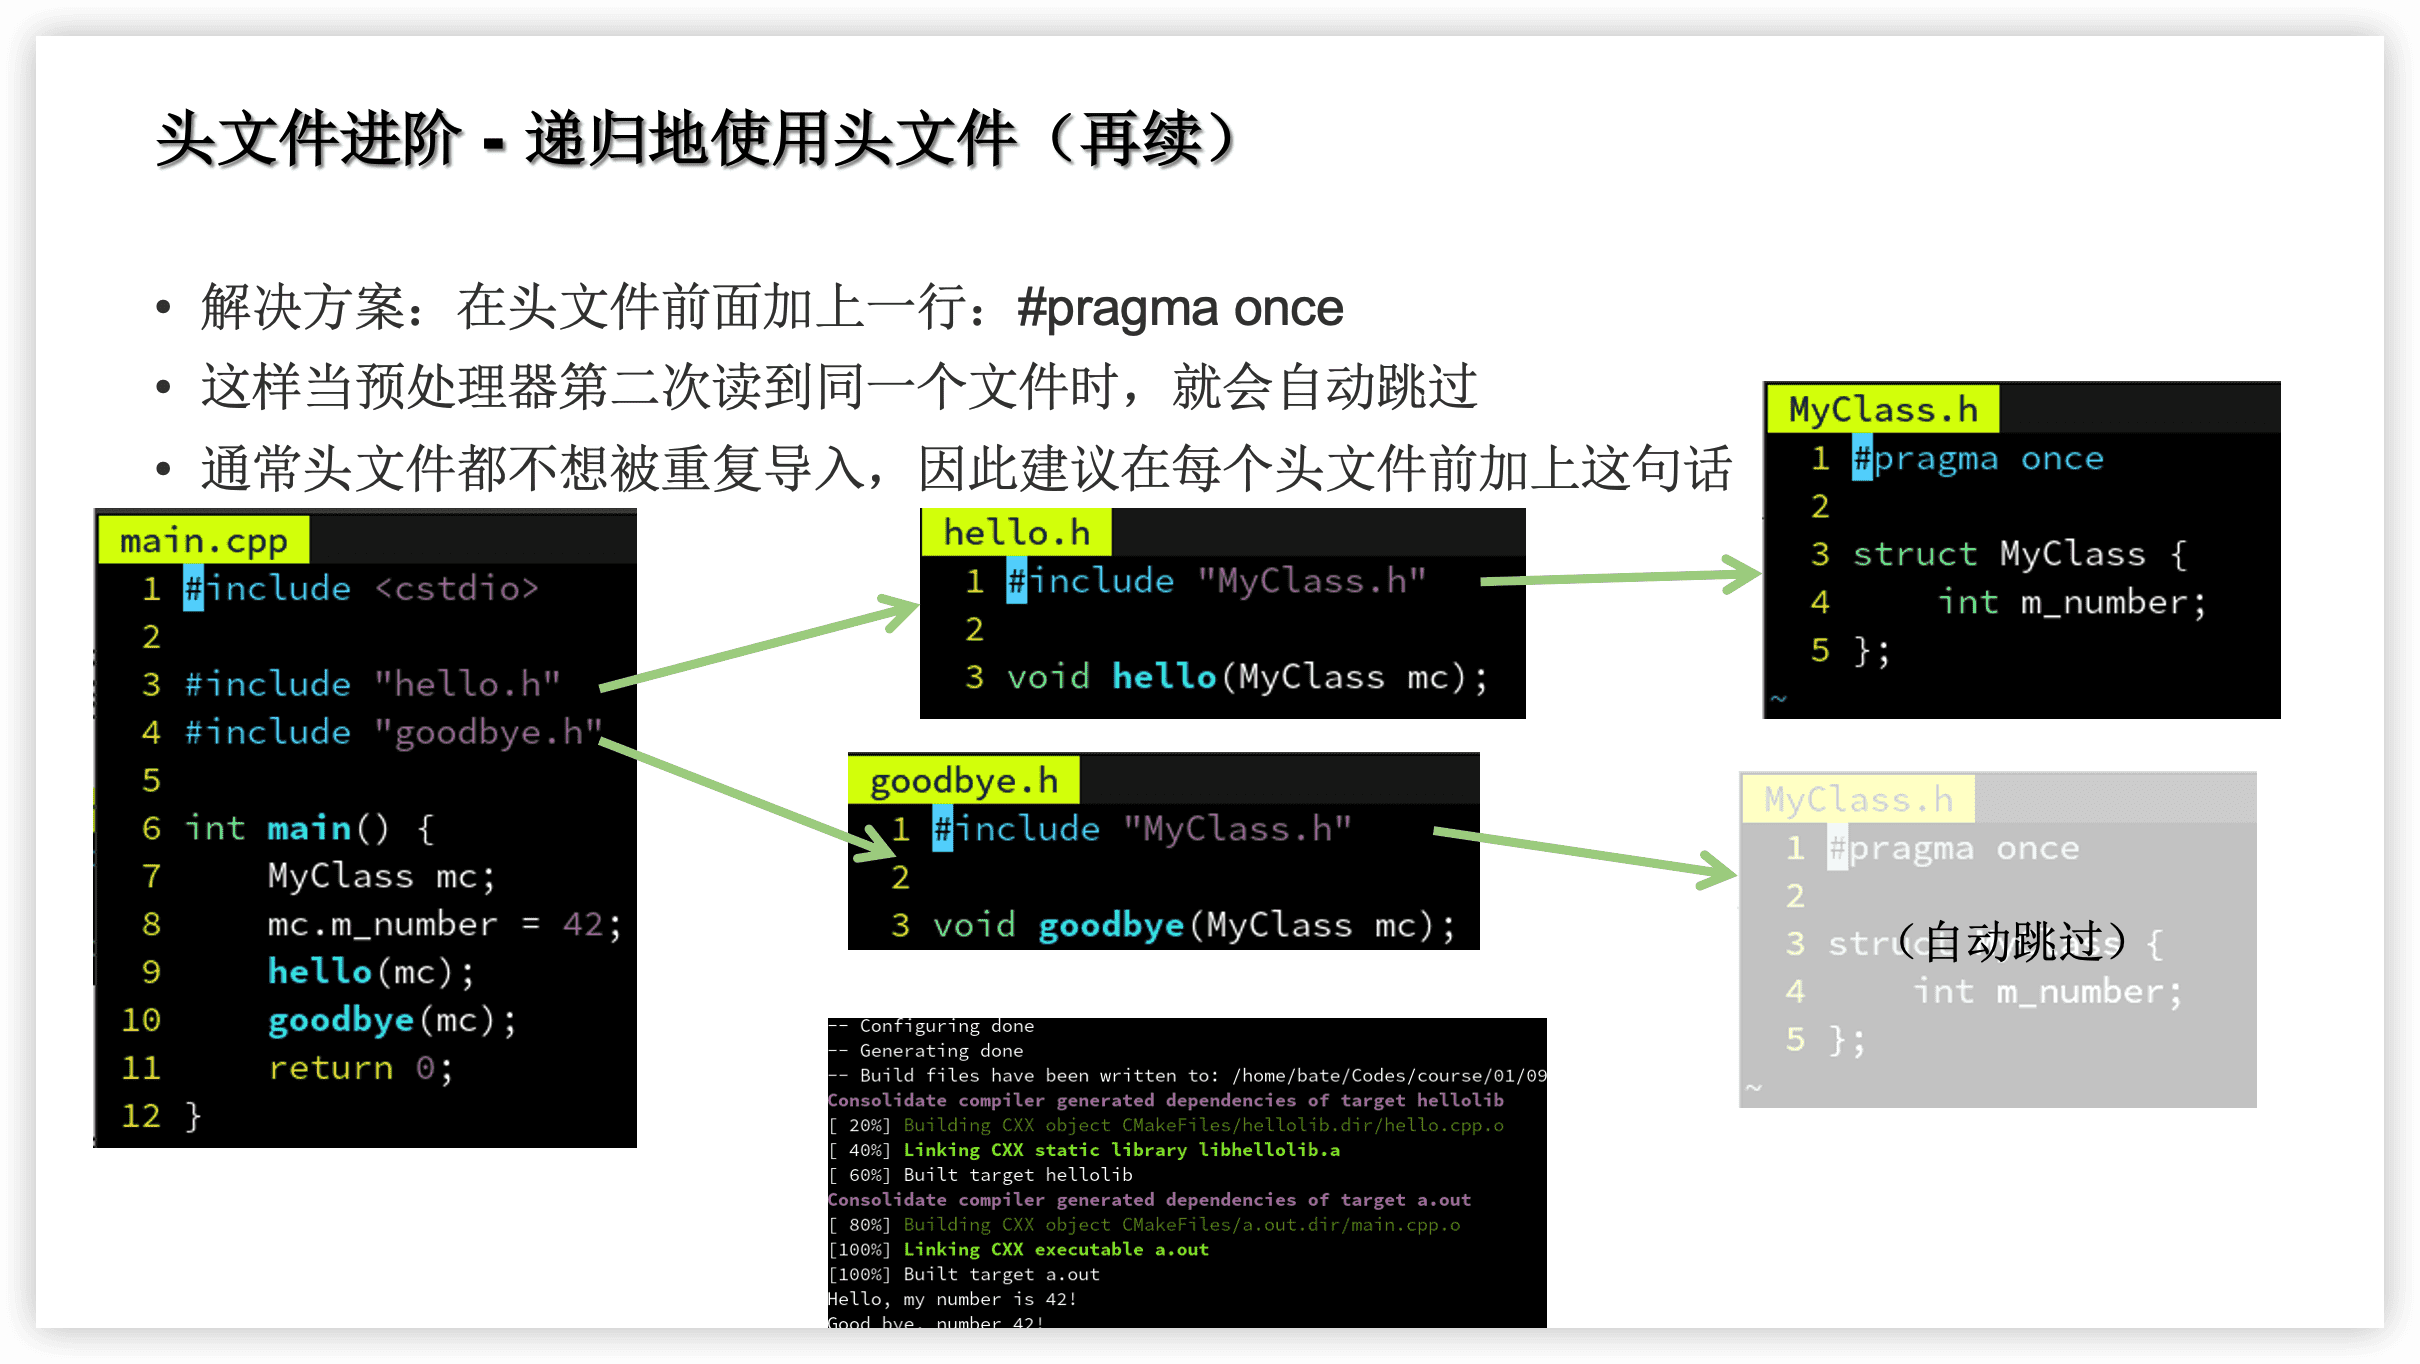 头文件进阶 - 递归地使用头文件（再续）
• 解决方案：在头文件前面加上一行：#pragma once
• 这样当预处理器第二次读到同一个文件时，就会自动跳过
• 通常头文件都不想被重复导入，因此建议在每个头文件前加上这句话
main.cpp
1 #include <cstdio>
2
3 #include "hello.h"
4 #include "goodbye.h"
5
6 int main() {
7     MyClass mc;
8     mc.m_number = 42;
9     hello(mc);
10     goodbye(mc);
11     return 0;
12 }
hello.h
1 #include "MyClass.h"
2
3 void hello(MyClass mc);
MyClass.h
1 #pragma once
2
3 struct MyClass {
4     int m_number;
5 };
~
goodbye.h
1 #include "MyClass.h"
2
3 void goodbye(MyClass mc);
MyClass.h
1 #pragma once
2
3 struct MyClass {
（自动跳过）
4     int m_number;
5 };
~
-- Configuring done
-- Generating done
-- Build files have been written to: /home/bate/Codes/course/01/09
Consolidate compiler generated dependencies of target hellolib
[ 20%] Building CXX object CMakeFiles/hellolib.dir/hello.cpp.o
[ 40%] Linking CXX static library libhellolib.a
[ 60%] Built target hellolib
Consolidate compiler generated dependencies of target a.out
[ 80%] Building CXX object CMakeFiles/a.out.dir/main.cpp.o
[100%] Linking CXX executable a.out
[100%] Built target a.out
Hello, my number is 42!
Good bye, number 42!